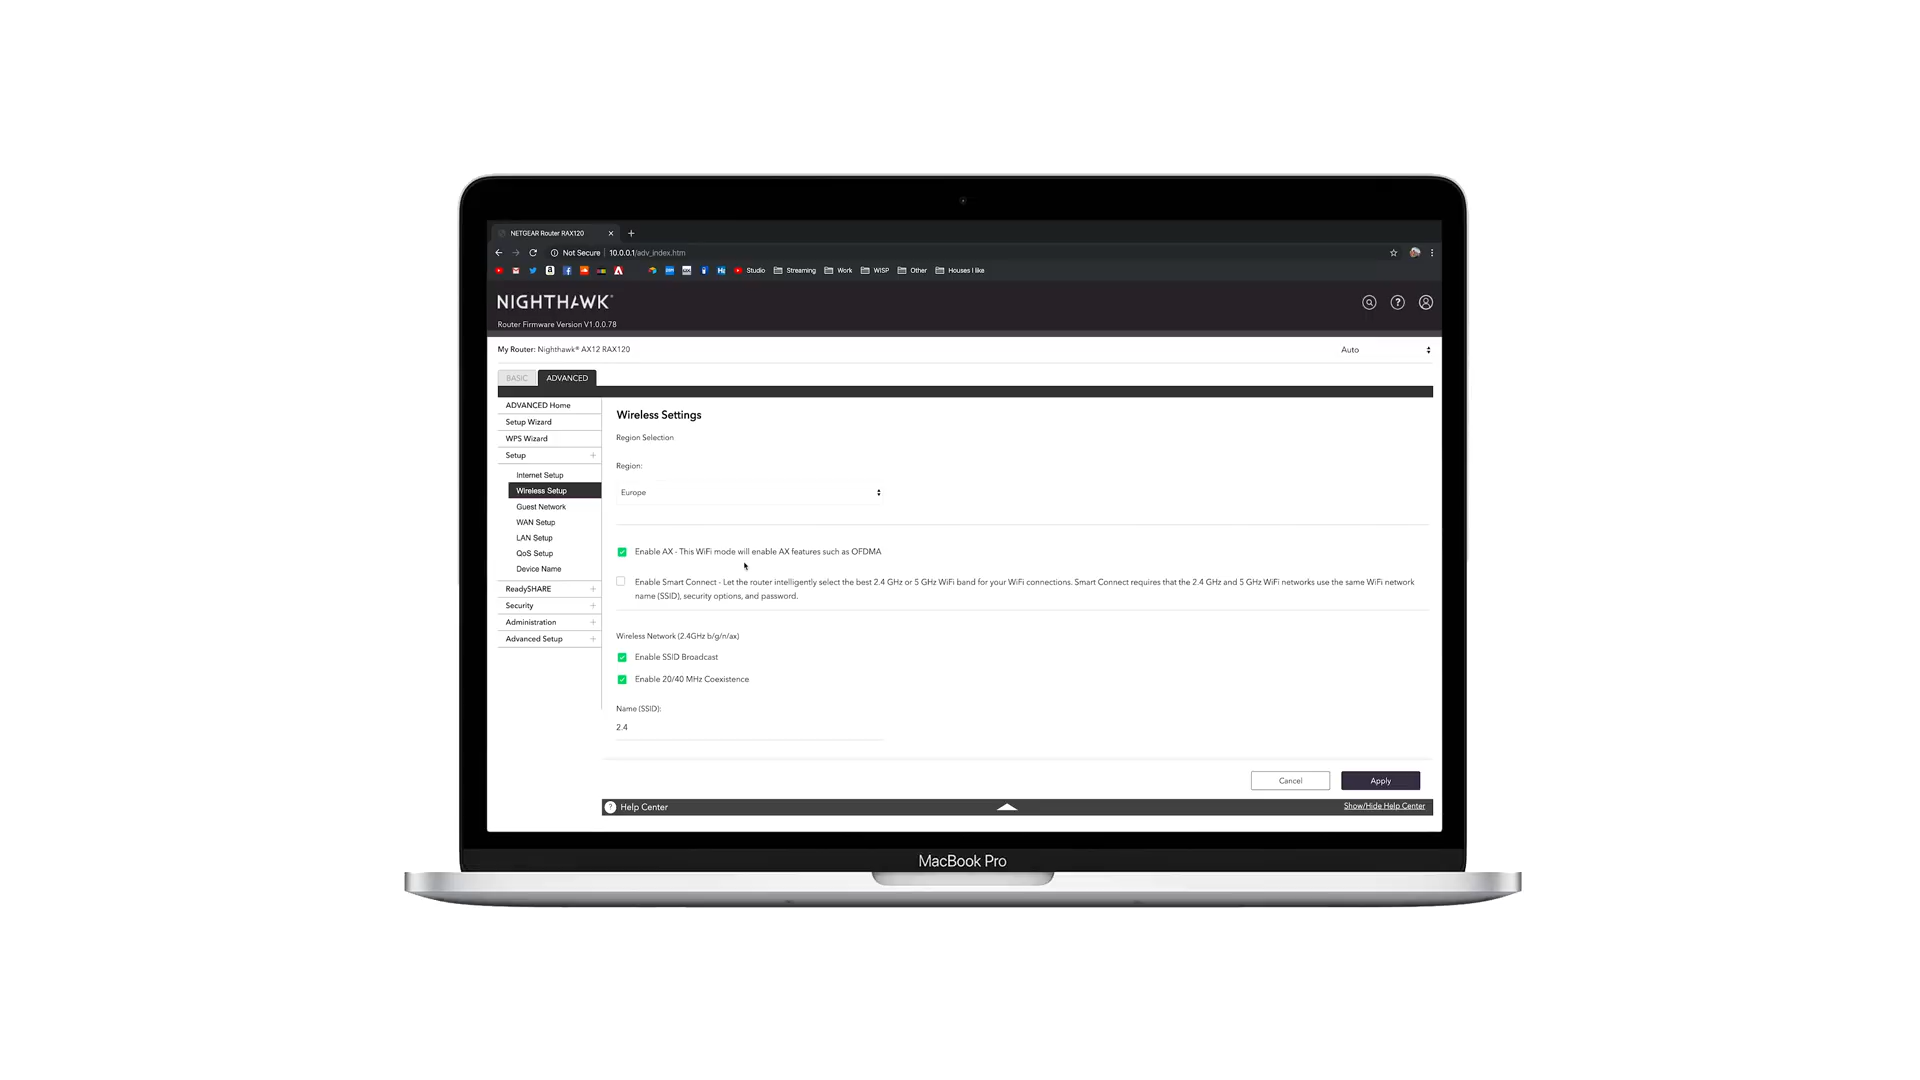 NETGEAR Router RAX120
Not Secure 10.0.0.1/adv_index.htm
Studio Streaming Work WISP Other Houses I like
NIGHTHAWK
Router Firmware Version V1.0.0.78
My Router: Nighthawk® AX12 RAX120
Auto
BASIC ADVANCED
ADVANCED Home
Setup Wizard
WPS Wizard
Setup
Internet Setup
Wireless Setup
Guest Network
WAN Setup
LAN Setup
QoS Setup
Device Name
ReadySHARE
Security
Administration
Advanced Setup
Wireless Settings
Region Selection
Region:
Europe
Enable AX - This WiFi mode will enable AX features such as OFDMA
Enable Smart Connect - Let the router intelligently select the best 2.4 GHz or 5 GHz WiFi band for your WiFi connections. Smart Connect requires that the 2.4 GHz and 5 GHz WiFi networks use the same WiFi network
name (SSID), security options, and password.
Wireless Network (2.4GHz b/g/n/ax)
Enable SSID Broadcast
Enable 20/40 MHz Coexistence
Name (SSID):
2.4
Cancel Apply
Help Center
Show/Hide Help Center
MacBook Pro